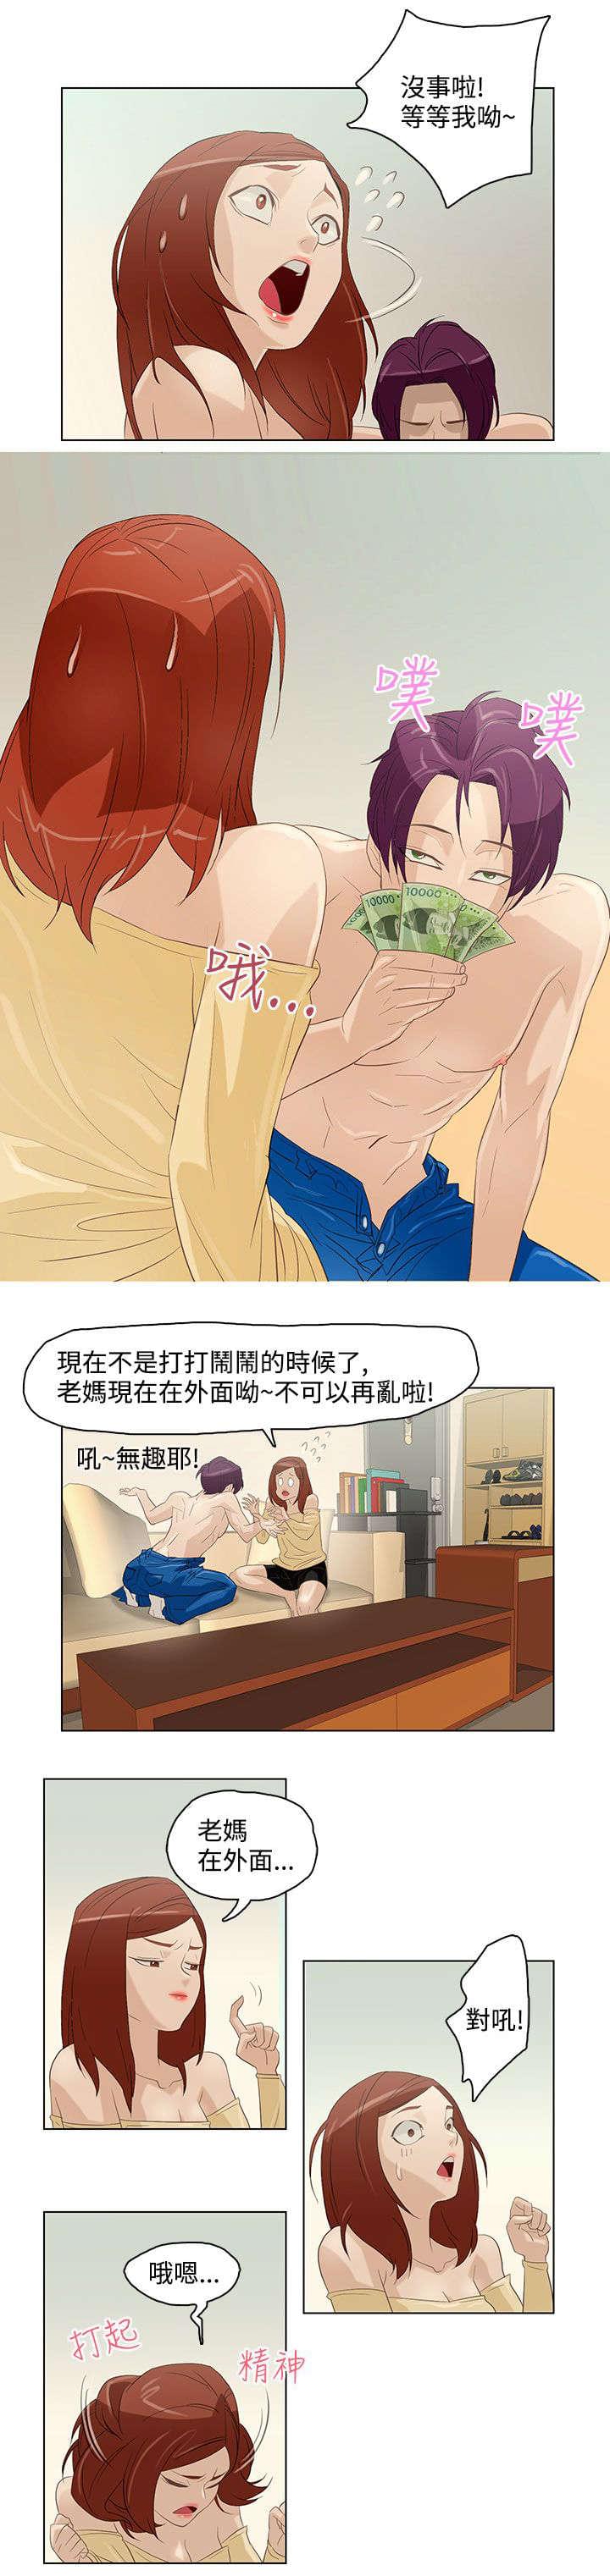 沒事啦!
等等我呦~
噗
噗
10000
10000
哦...
現在不是打打鬧鬧的時候了,
老媽現在在外面呦~不可以再亂啦!
吼~無趣耶!
老媽
在外面...
對吼!
哦嗯...
打起
精神